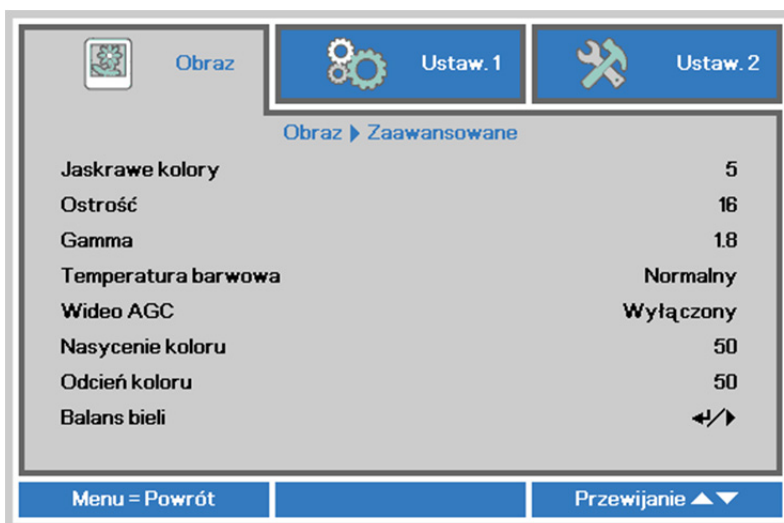 Obraz Ustaw. 1 Ustaw. 2
Obraz ▶ Zaawansowane
Jaskrawe kolory 5
Ostrość 16
Gamma 1.8
Temperatura barwowa Normalny
Wideo AGC Wyłączony
Nasycenie koloru 50
Odcień koloru 50
Balans bieli ↵/▶
Menu = Powrót Przewijanie ▲▼